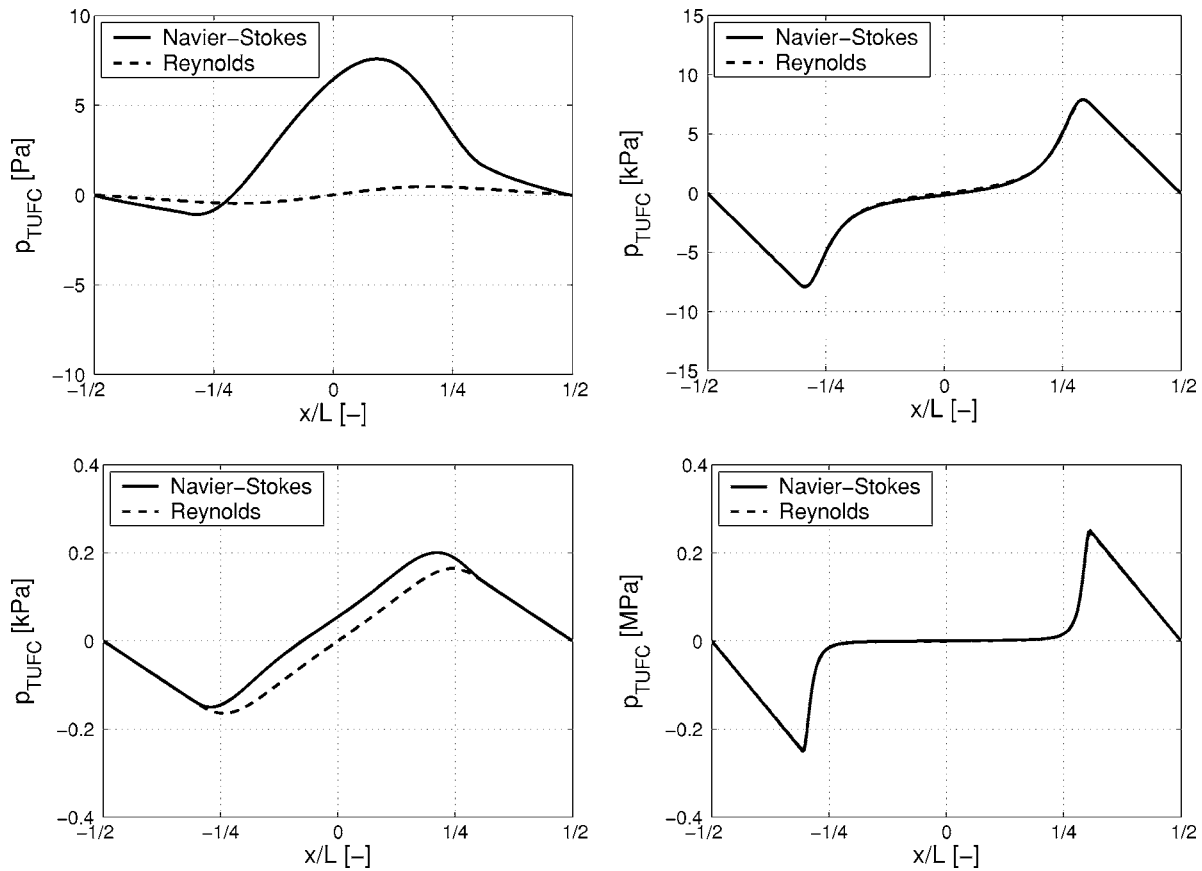 10
5
0
−5
−10
p_TUFC [Pa]
Navier−Stokes
Reynolds
−1/2
−1/4
0
1/4
1/2
x/L [−]
15
10
5
0
−5
−10
−15
p_TUFC [kPa]
Navier−Stokes
Reynolds
−1/2
−1/4
0
1/4
1/2
x/L [−]
0.4
0.2
0
−0.2
−0.4
p_TUFC [kPa]
Navier−Stokes
Reynolds
−1/2
−1/4
0
1/4
1/2
x/L [−]
0.4
0.2
0
−0.2
−0.4
p_TUFC [MPa]
Navier−Stokes
Reynolds
−1/2
−1/4
0
1/4
1/2
x/L [−]